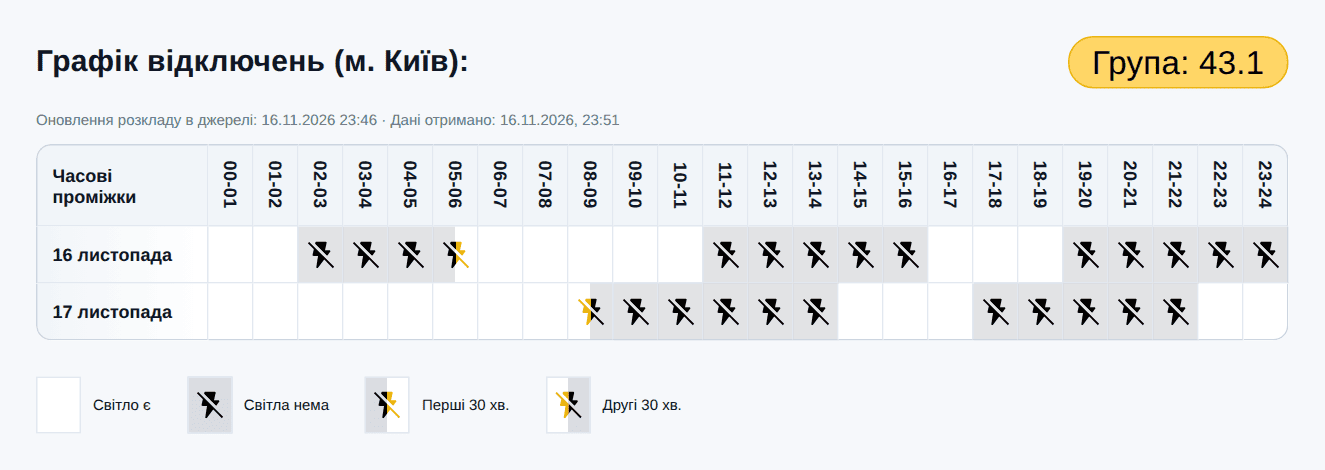 Графік відключень (м. Київ):
Група: 43.1
Оновлення розкладу в джерелі: 16.11.2026 23:46 · Дані отримано: 16.11.2026, 23:51
Часові
проміжки
00-01
01-02
02-03
03-04
04-05
05-06
06-07
07-08
08-09
09-10
10-11
11-12
12-13
13-14
14-15
15-16
16-17
17-18
18-19
19-20
20-21
21-22
22-23
23-24
16 листопада
17 листопада
Світло є
Світла нема
Перші 30 хв.
Другі 30 хв.